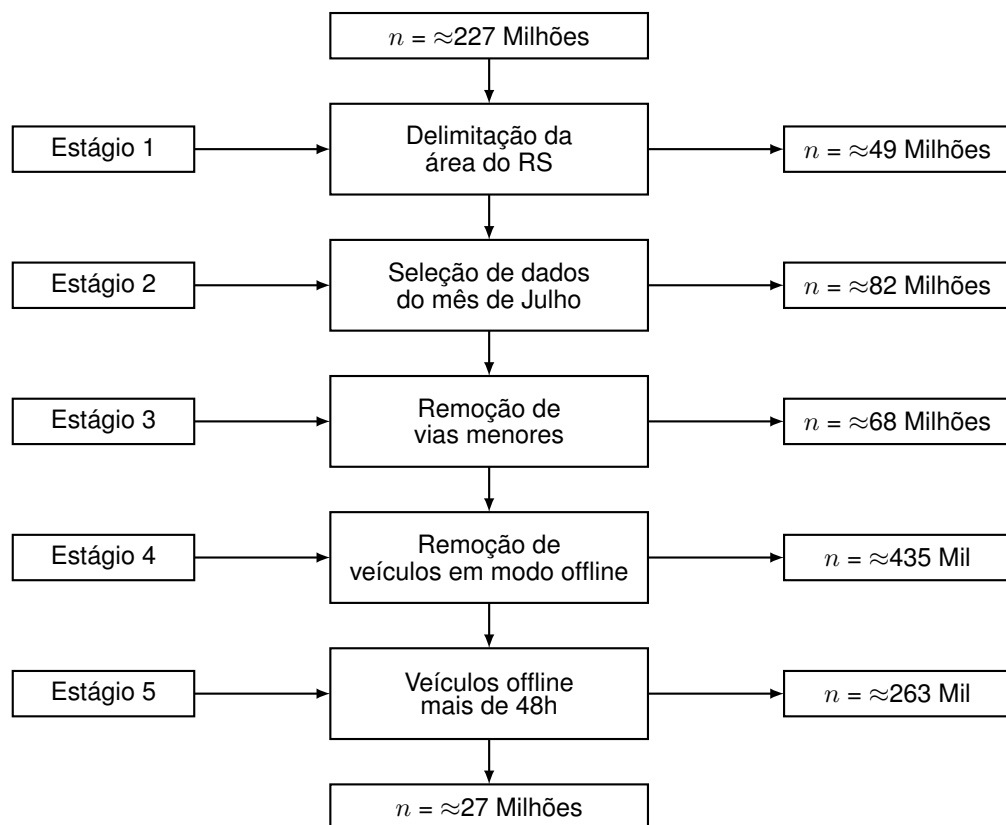 n = ≈227 Milhões
Estágio 1
Delimitação da
área do RS
n = ≈49 Milhões
Estágio 2
Seleção de dados
do mês de Julho
n = ≈82 Milhões
Estágio 3
Remoção de
vias menores
n = ≈68 Milhões
Estágio 4
Remoção de
veículos em modo offline
n = ≈435 Mil
Estágio 5
Veículos offline
mais de 48h
n = ≈263 Mil
n = ≈27 Milhões